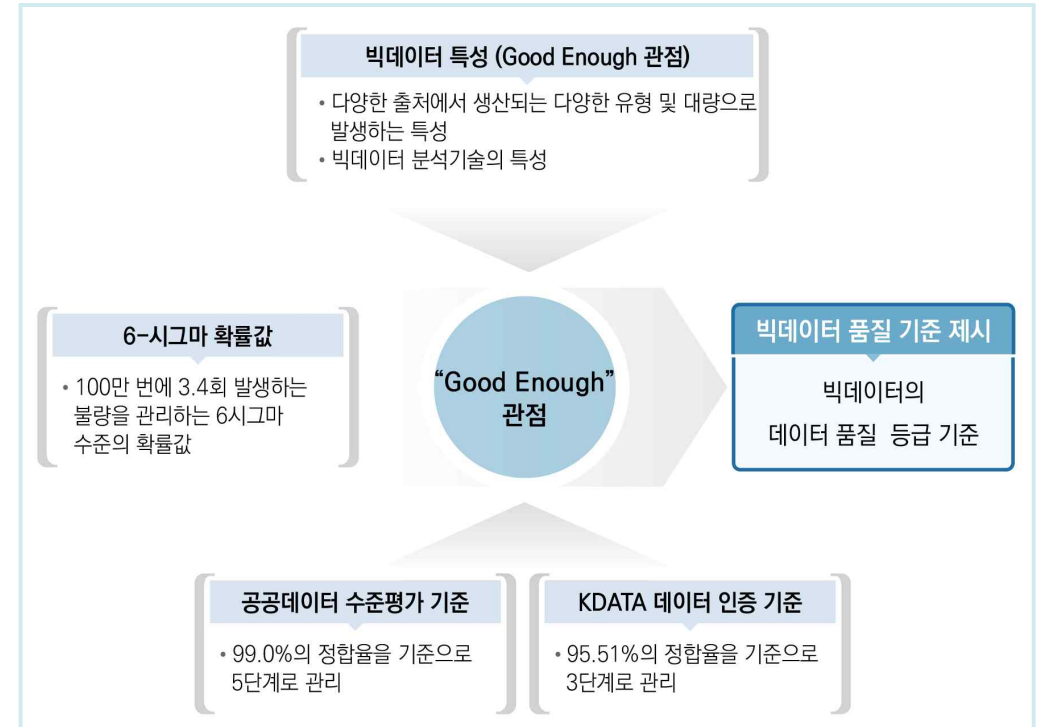 빅데이터 특성 (Good Enough 관점)
• 다양한 출처에서 생산되는 다양한 유형 및 대량으로
발생하는 특성
• 빅데이터 분석기술의 특성
6-시그마 확률값
• 100만 번에 3.4회 발생하는
불량을 관리하는 6시그마
수준의 확률값
“Good Enough”
관점
빅데이터 품질 기준 제시
빅데이터의
데이터 품질 등급 기준
공공데이터 수준평가 기준
• 99.0%의 정합율을 기준으로
5단계로 관리
KDATA 데이터 인증 기준
• 95.51%의 정합율을 기준으로
3단계로 관리